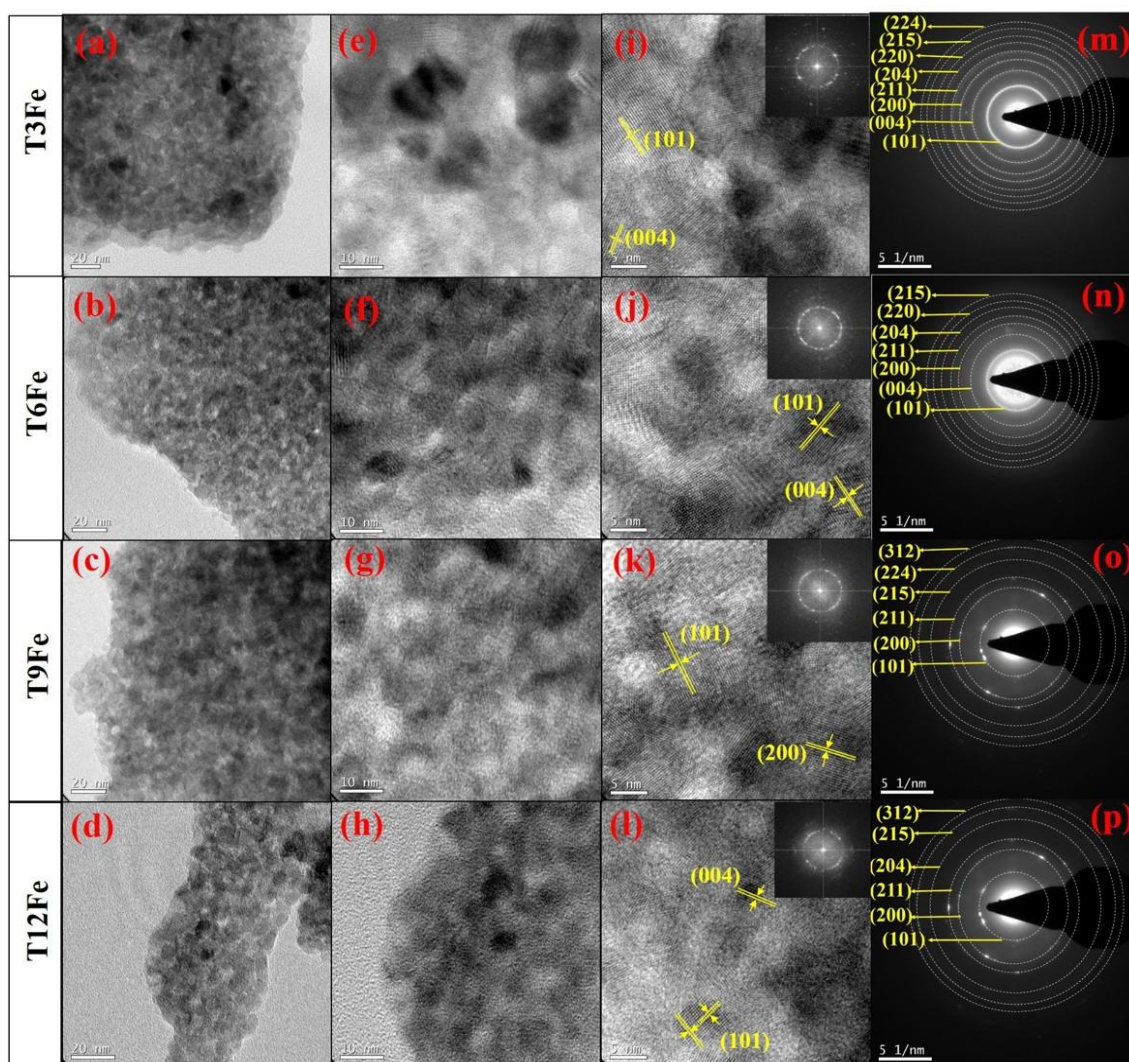 T3Fe
(a)
20 nm
(e)
10 nm
(i)
(101)
(004)
5 nm
(m)
(224)
(215)
(220)
(204)
(211)
(200)
(004)
(101)
5 1/nm
T6Fe
(b)
20 nm
(f)
10 nm
(j)
(101)
(004)
5 nm
(n)
(215)
(220)
(204)
(211)
(200)
(004)
(101)
5 1/nm
T9Fe
(c)
20 nm
(g)
10 nm
(k)
(101)
(200)
5 nm
(o)
(312)
(224)
(215)
(211)
(200)
(101)
5 1/nm
T12Fe
(d)
20 nm
(h)
10 nm
(l)
(004)
(101)
5 nm
(p)
(312)
(215)
(204)
(211)
(200)
(101)
5 1/nm